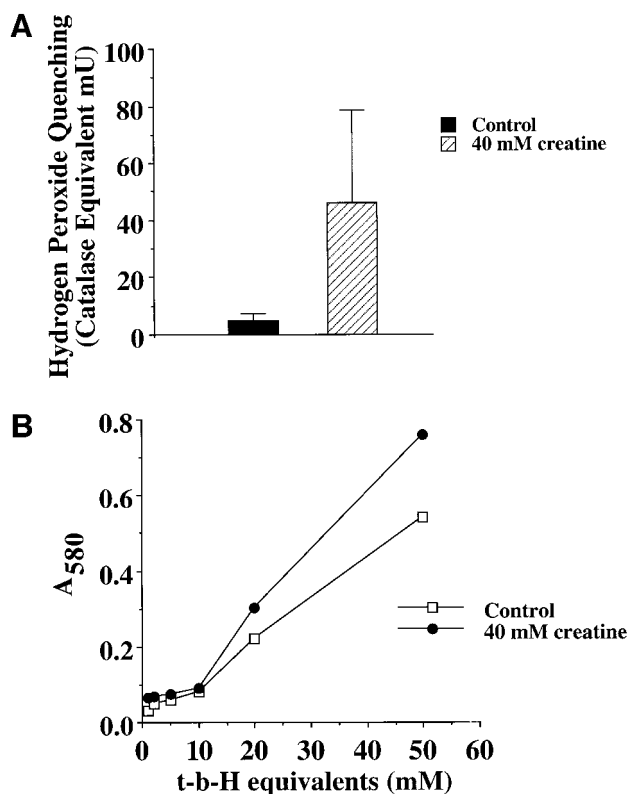 A
Hydrogen Peroxide Quenching
(Catalase Equivalent mU)
100
80
60
40
20
0
Control
40 mM creatine
B
A580
0.8
0.6
0.4
0.2
0.0
0 10 20 30 40 50 60
t-b-H equivalents (mM)
Control
40 mM creatine